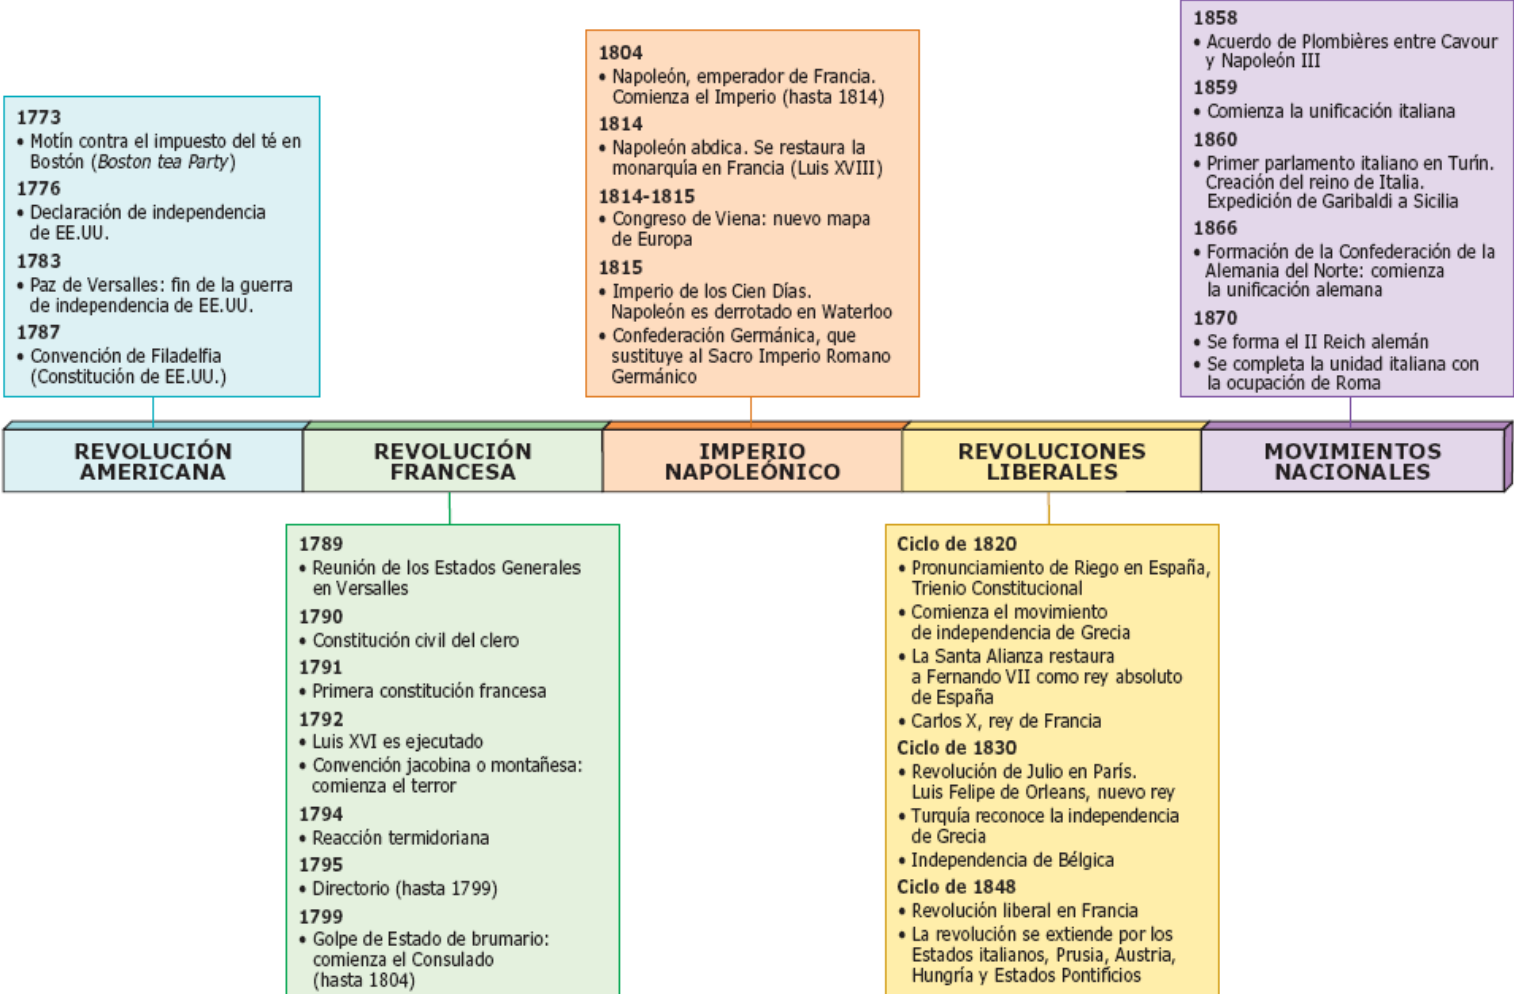 1773
• Motín contra el impuesto del té en
Bostón (Boston tea Party)
1776
• Declaración de independencia
de EE.UU.
1783
• Paz de Versalles: fin de la guerra
de independencia de EE.UU.
1787
• Convención de Filadelfia
(Constitución de EE.UU.)
1804
• Napoleón, emperador de Francia.
Comienza el Imperio (hasta 1814)
1814
• Napoleón abdica. Se restaura la
monarquía en Francia (Luis XVIII)
1814-1815
• Congreso de Viena: nuevo mapa
de Europa
1815
• Imperio de los Cien Días.
Napoleón es derrotado en Waterloo
• Confederación Germánica, que
sustituye al Sacro Imperio Romano
Germánico
1858
• Acuerdo de Plombières entre Cavour
y Napoleón III
1859
• Comienza la unificación italiana
1860
• Primer parlamento italiano en Turín.
Creación del reino de Italia.
Expedición de Garibaldi a Sicilia
1866
• Formación de la Confederación de la
Alemania del Norte: comienza
la unificación alemana
1870
• Se forma el II Reich alemán
• Se completa la unidad italiana con
la ocupación de Roma
REVOLUCIÓN
AMERICANA
REVOLUCIÓN
FRANCESA
IMPERIO
NAPOLEÓNICO
REVOLUCIONES
LIBERALES
MOVIMIENTOS
NACIONALES
1789
• Reunión de los Estados Generales
en Versalles
1790
• Constitución civil del clero
1791
• Primera constitución francesa
1792
• Luis XVI es ejecutado
• Convención jacobina o montañesa:
comienza el terror
1794
• Reacción termidoriana
1795
• Directorio (hasta 1799)
1799
• Golpe de Estado de brumario:
comienza el Consulado
(hasta 1804)
Ciclo de 1820
• Pronunciamiento de Riego en España,
Trienio Constitucional
• Comienza el movimiento
de independencia de Grecia
• La Santa Alianza restaura
a Fernando VII como rey absoluto
de España
• Carlos X, rey de Francia
Ciclo de 1830
• Revolución de Julio en París.
Luis Felipe de Orleans, nuevo rey
• Turquía reconoce la independencia
de Grecia
• Independencia de Bélgica
Ciclo de 1848
• Revolución liberal en Francia
• La revolución se extiende por los
Estados italianos, Prusia, Austria,
Hungría y Estados Pontificios